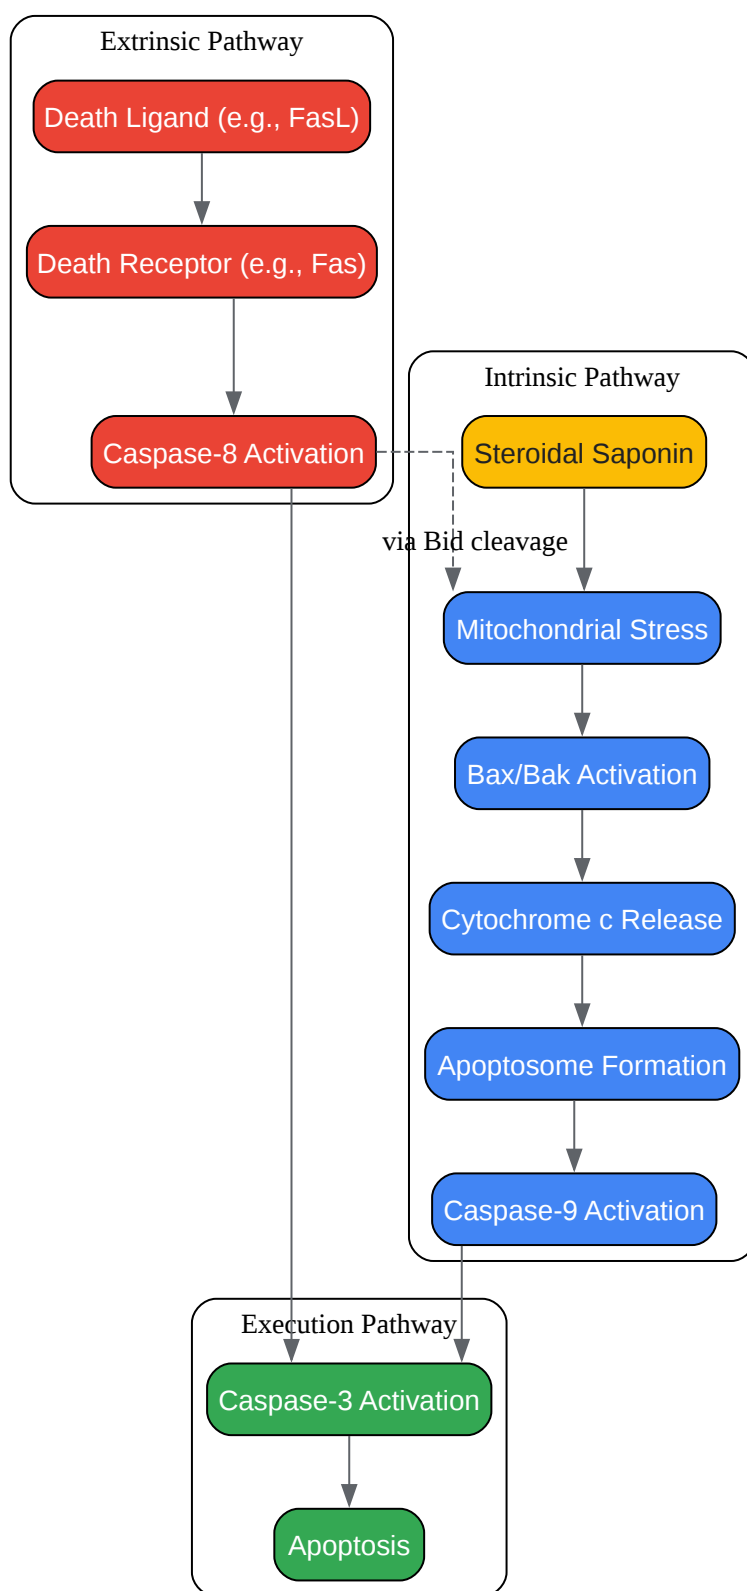 Extrinsic Pathway
Death Ligand (e.g., FasL)
Death Receptor (e.g., Fas)
Caspase-8 Activation
Intrinsic Pathway
Steroidal Saponin
via Bid cleavage
Mitochondrial Stress
Bax/Bak Activation
Cytochrome c Release
Apoptosome Formation
Caspase-9 Activation
Execution Pathway
Caspase-3 Activation
Apoptosis